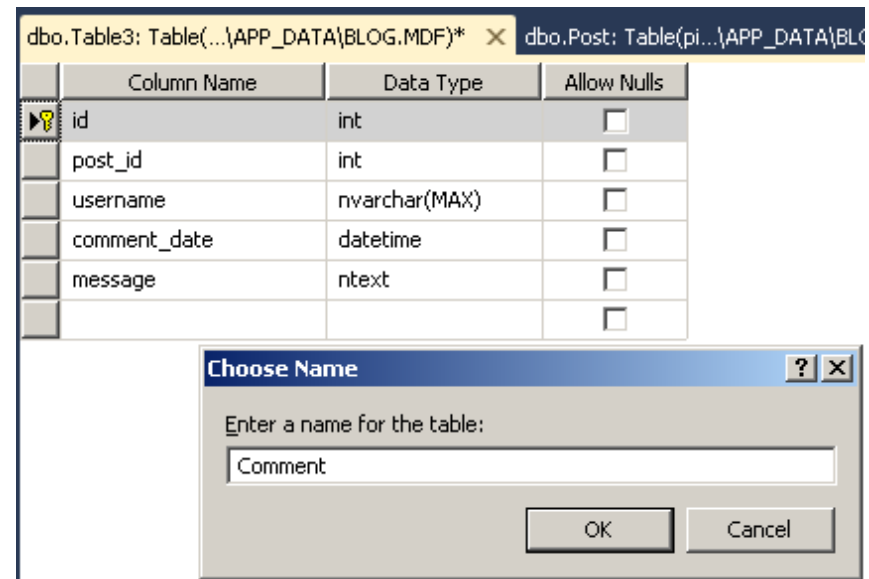 dbo.Table3: Table(...\APP_DATA\BLOG.MDF)* dbo.Post: Table(pi...\APP_DATA\BLO
Column Name Data Type Allow Nulls
id int
post_id int
username nvarchar(MAX)
comment_date datetime
message ntext
Choose Name
Enter a name for the table:
Comment
OK Cancel